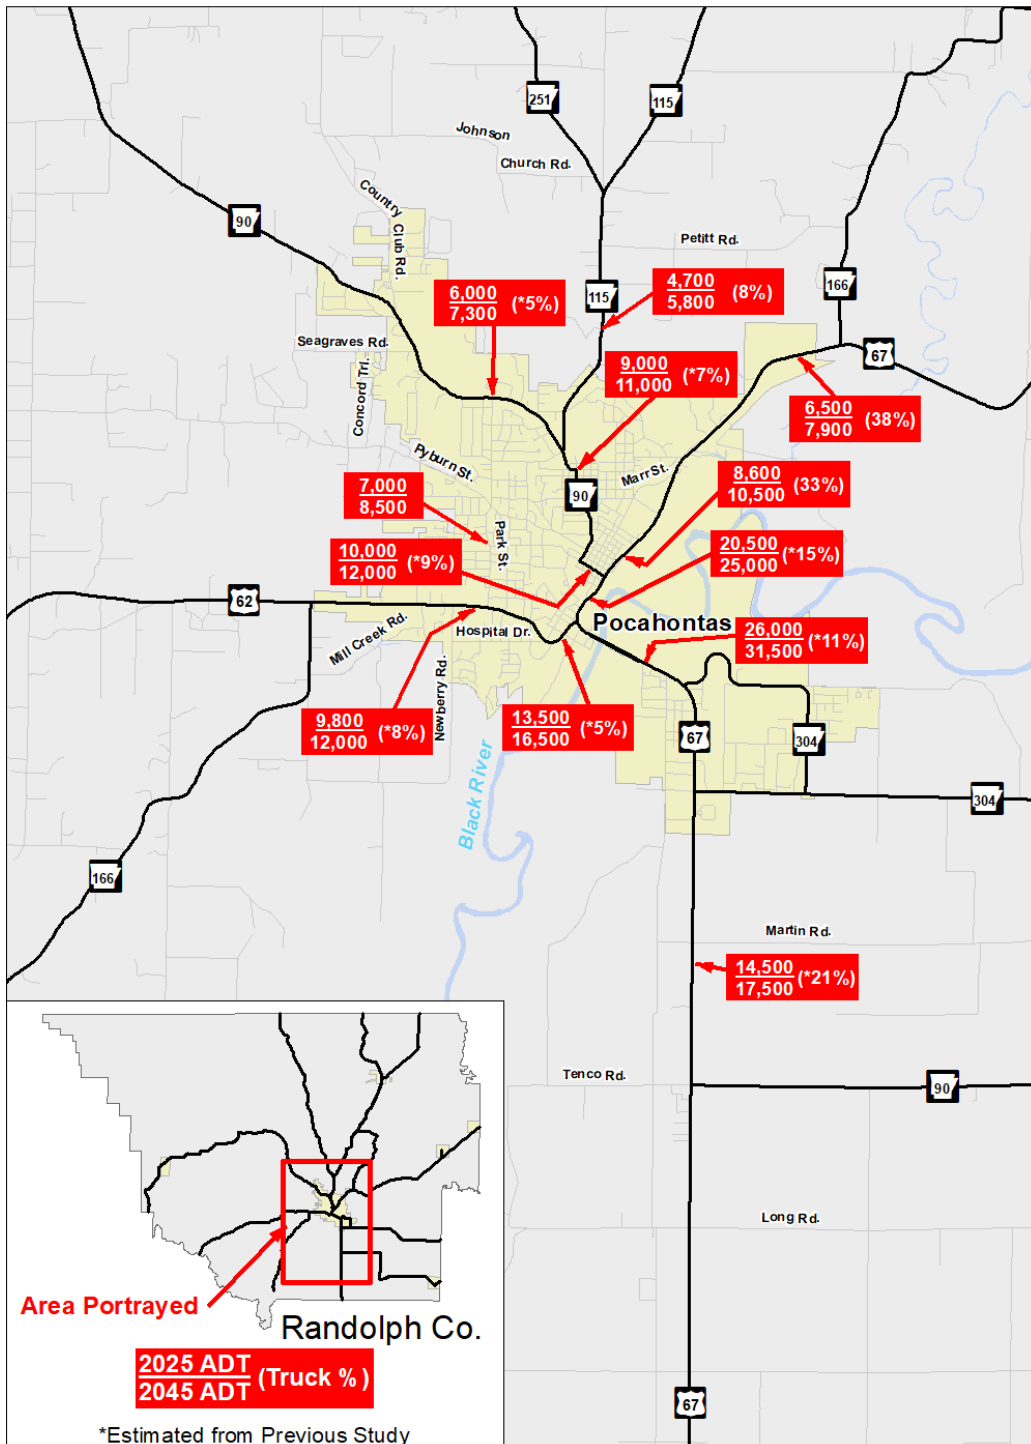 251
115
Johnson
Church Rd.
Country
Club Rd.
90
Petitt Rd.
166
115
4,700
5,800 (8%)
6,000
7,300 (*5%)
Seagraves Rd.
67
9,000
11,000 (*7%)
Concord Trl.
6,500
7,900 (38%)
Pyburn St.
Marr St.
8,600
10,500 (33%)
7,000
8,500
90
Park St.
20,500
25,000 (*15%)
10,000
12,000 (*9%)
62
Pocahontas
Mill Creek Rd.
Hospital Dr.
26,000
31,500 (*11%)
Newberry Rd.
9,800
12,000 (*8%)
13,500
16,500 (*5%)
67
304
Black River
304
166
Martin Rd.
14,500
17,500 (*21%)
Tenco Rd.
90
Long Rd.
67
Area Portrayed
Randolph Co.
2025 ADT
2045 ADT (Truck %)
*Estimated from Previous Study